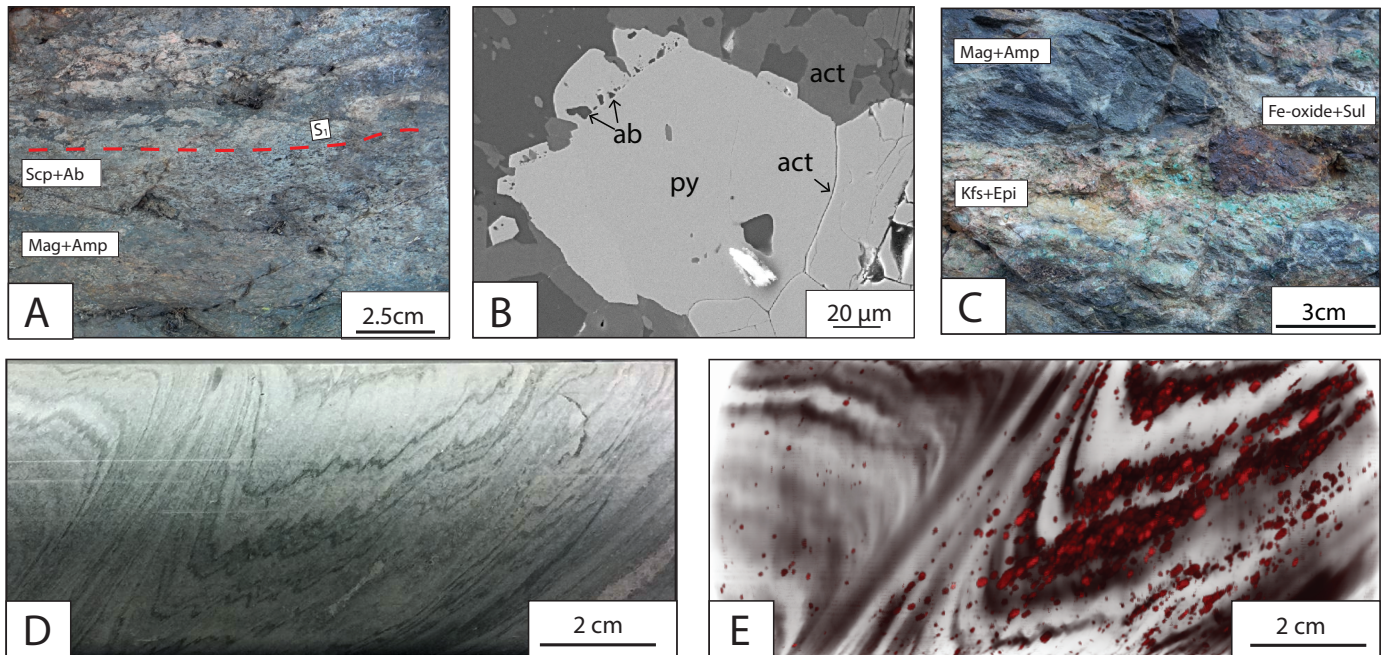 S1
Scp+Ab
Mag+Amp
A
2.5cm
act
ab
act
py
B
20 µm
Mag+Amp
Fe-oxide+Sul
Kfs+Epi
C
3cm
D
2 cm
E
2 cm